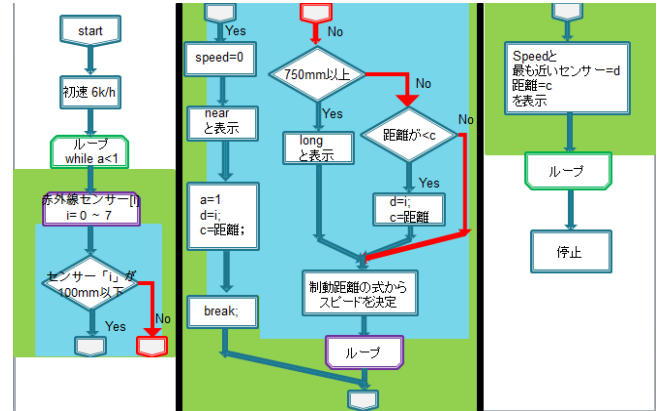 start
初速 6k/h
ループ
while a<1
赤外線センサー[i]
i= 0 ~ 7
センサー「i」が
100mm以下
Yes
No
Yes
speed=0
near
と表示
a=1
d=i;
c=距離;
break;
No
750mm以上
No
Yes
long
と表示
No
距離が<c
Yes
d=i;
c=距離
制動距離の式から
スピードを決定
ループ
Speedと
最も近いセンサー=d
距離=c
を表示
ループ
停止